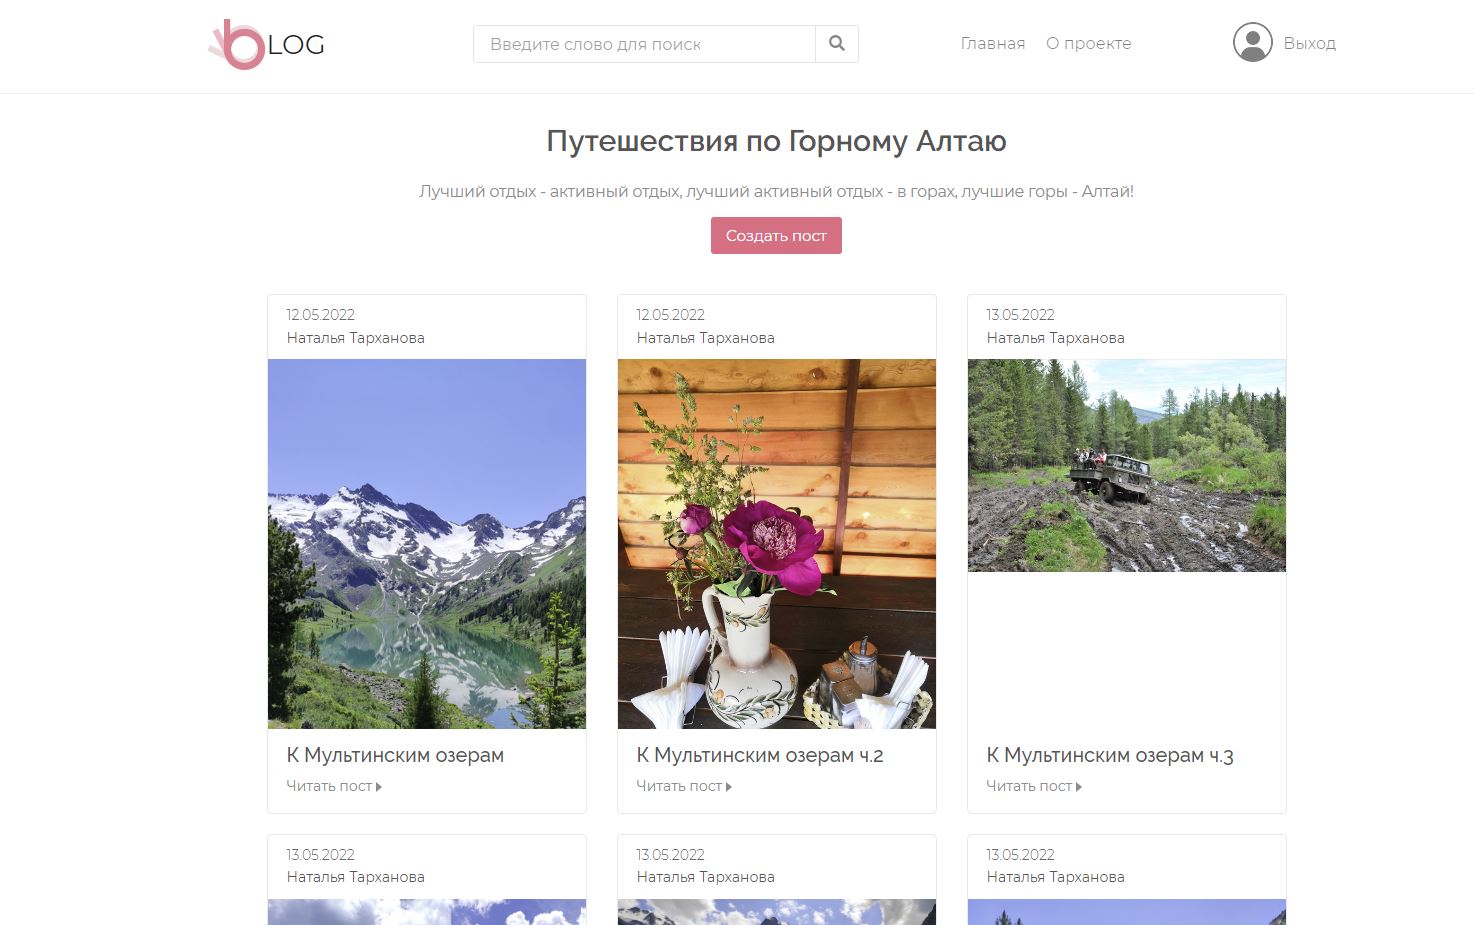 bLOG
Введите слово для поиск
Главная
О проекте
Выход
Путешествия по Горному Алтаю
Лучший отдых - активный отдых, лучший активный отдых - в горах, лучшие горы - Алтай!
Создать пост
12.05.2022
Наталья Тарханова
К Мультинским озерам
Читать пост
12.05.2022
Наталья Тарханова
К Мультинским озерам ч.2
Читать пост
13.05.2022
Наталья Тарханова
К Мультинским озерам ч.3
Читать пост
13.05.2022
Наталья Тарханова
13.05.2022
Наталья Тарханова
13.05.2022
Наталья Тарханова